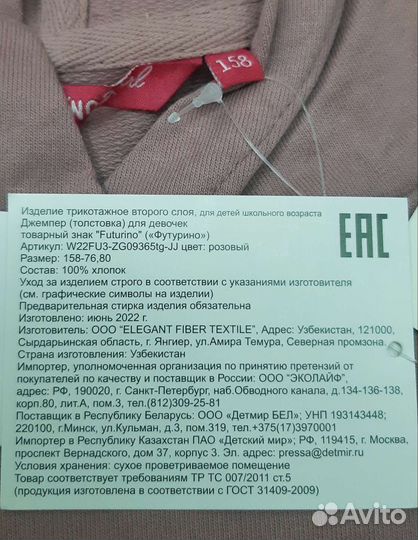 158
Изделие трикотажное второго слоя, для детей школьного возраста
Джемпер (толстовка) для девочек
товарный знак "Futurino" («Футурино»)
Артикул: W22FU3-ZG09365tg-JJ цвет: розовый
Размер: 158-76,80
Состав: 100% хлопок
Уход за изделием строго в соответствии с указаниями изготовителя
(см. графические символы на изделии)
Предварительная стирка изделия обязательна
Изготовлено: июнь 2022 г.
Изготовитель: ООО "ELEGANT FIBER TEXTILE", Адрес: Узбекистан, 121000,
Сырдарьинская область, г. Янгиер, ул.Амира Темура, Северная промзона.
Страна изготовления: Узбекистан
Импортер, уполномоченная организация по принятию претензий от
покупателей по качеству и поставщик в России: ООО "ЭКОЛАЙФ",
адрес: РФ, 190020, г. Санкт-Петербург, наб.Обводного канала, д.134-136-138,
корп.80, лит.А, пом.3, тел. (812)309-25-81
Поставщик в Республику Беларусь: ООО «Детмир БЕЛ»; УНП 193143448;
220100, г.Минск, ул.Кульман, д.3, пом.319, тел.+375(17)3970001
Импортер в Республику Казахстан ПАО «Детский мир»; РФ, 119415, г. Москва,
проспект Вернадского, дом 37, корпус 3. Эл. адрес: pressa@detmir.ru
Условия хранения: сухое проветриваемое помещение
Товар соответствует требованиям ТР ТС 007/2011 ст.5
(продукция изготовлена в соответствии с ГОСТ 31409-2009)
EAC
Avito